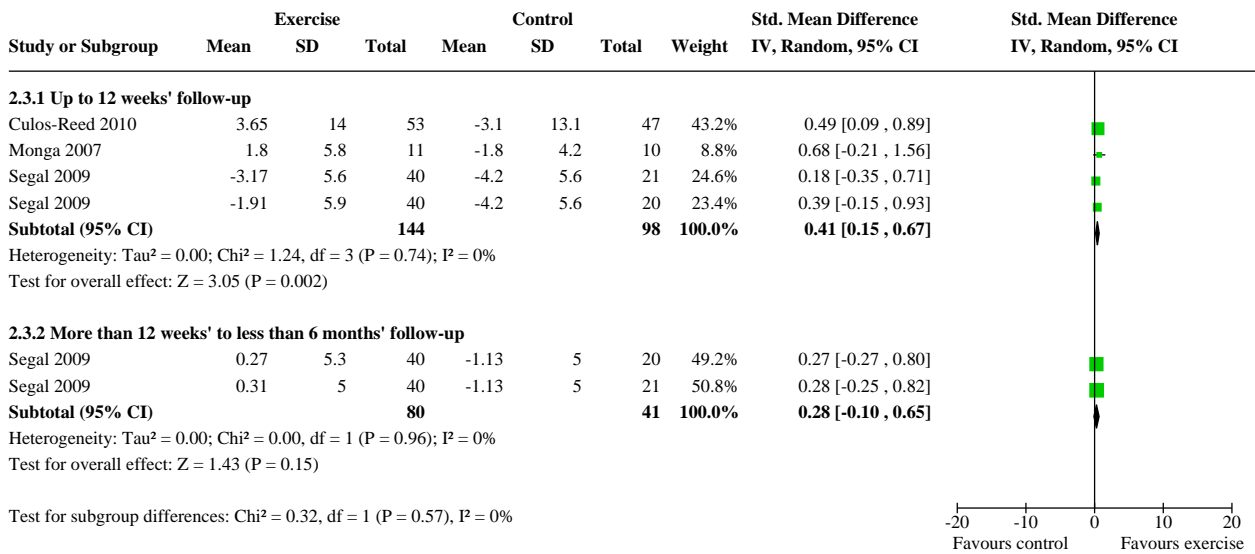 Exercise Control Std. Mean Difference Std. Mean Difference
Study or Subgroup Mean SD Total Mean SD Total Weight IV, Random, 95% CI IV, Random, 95% CI
2.3.1 Up to 12 weeks' follow-up
Culos-Reed 2010 3.65 14 53 -3.1 13.1 47 43.2% 0.49 [0.09 , 0.89]
Monga 2007 1.8 5.8 11 -1.8 4.2 10 8.8% 0.68 [-0.21 , 1.56]
Segal 2009 -3.17 5.6 40 -4.2 5.6 21 24.6% 0.18 [-0.35 , 0.71]
Segal 2009 -1.91 5.9 40 -4.2 5.6 20 23.4% 0.39 [-0.15 , 0.93]
Subtotal (95% CI) 144 98 100.0% 0.41 [0.15 , 0.67]
Heterogeneity: Tau² = 0.00; Chi² = 1.24, df = 3 (P = 0.74); I² = 0%
Test for overall effect: Z = 3.05 (P = 0.002)
2.3.2 More than 12 weeks' to less than 6 months' follow-up
Segal 2009 0.27 5.3 40 -1.13 5 20 49.2% 0.27 [-0.27 , 0.80]
Segal 2009 0.31 5 40 -1.13 5 21 50.8% 0.28 [-0.25 , 0.82]
Subtotal (95% CI) 80 41 100.0% 0.28 [-0.10 , 0.65]
Heterogeneity: Tau² = 0.00; Chi² = 0.00, df = 1 (P = 0.96); I² = 0%
Test for overall effect: Z = 1.43 (P = 0.15)
Test for subgroup differences: Chi² = 0.32, df = 1 (P = 0.57), I² = 0%
-20 -10 0 10 20
Favours control Favours exercise